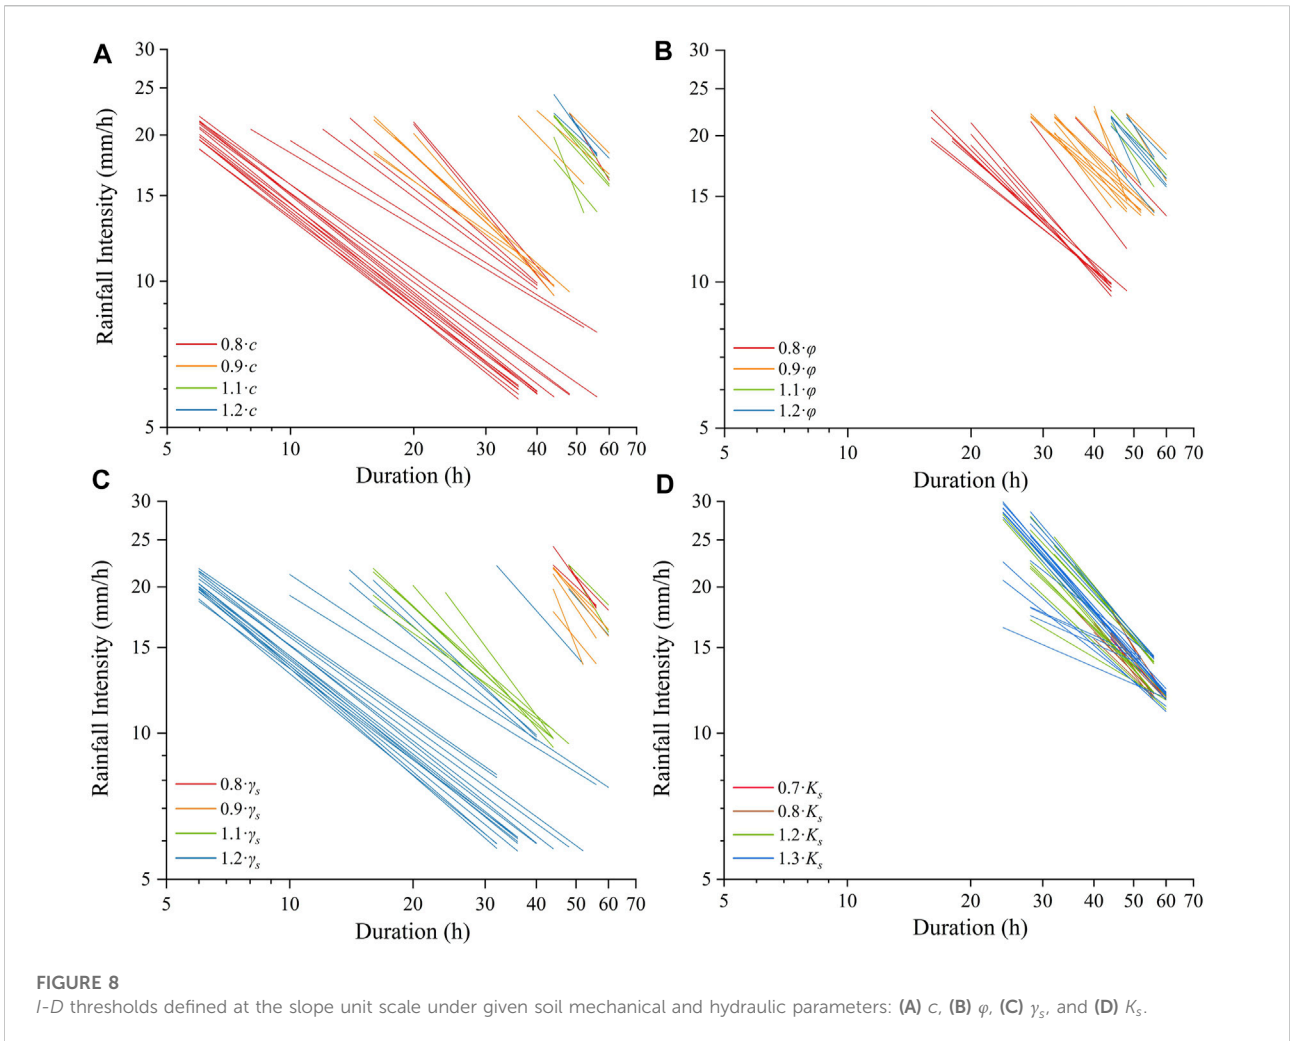 A
30
25
20
15
10
5
Rainfall Intensity (mm/h)
0.8·c
0.9·c
1.1·c
1.2·c
5 10 20 30 40 50 60 70
Duration (h)
B
30
25
20
15
10
5
Rainfall Intensity (mm/h)
0.8·φ
0.9·φ
1.1·φ
1.2·φ
5 10 20 30 40 50 60 70
Duration (h)
C
30
25
20
15
10
5
Rainfall Intensity (mm/h)
0.8·γs
0.9·γs
1.1·γs
1.2·γs
5 10 20 30 40 50 60 70
Duration (h)
D
30
25
20
15
10
5
Rainfall Intensity (mm/h)
0.7·Ks
0.8·Ks
1.2·Ks
1.3·Ks
5 10 20 30 40 50 60 70
Duration (h)
FIGURE 8
I-D thresholds defined at the slope unit scale under given soil mechanical and hydraulic parameters: (A) c, (B) φ, (C) γs, and (D) Ks.